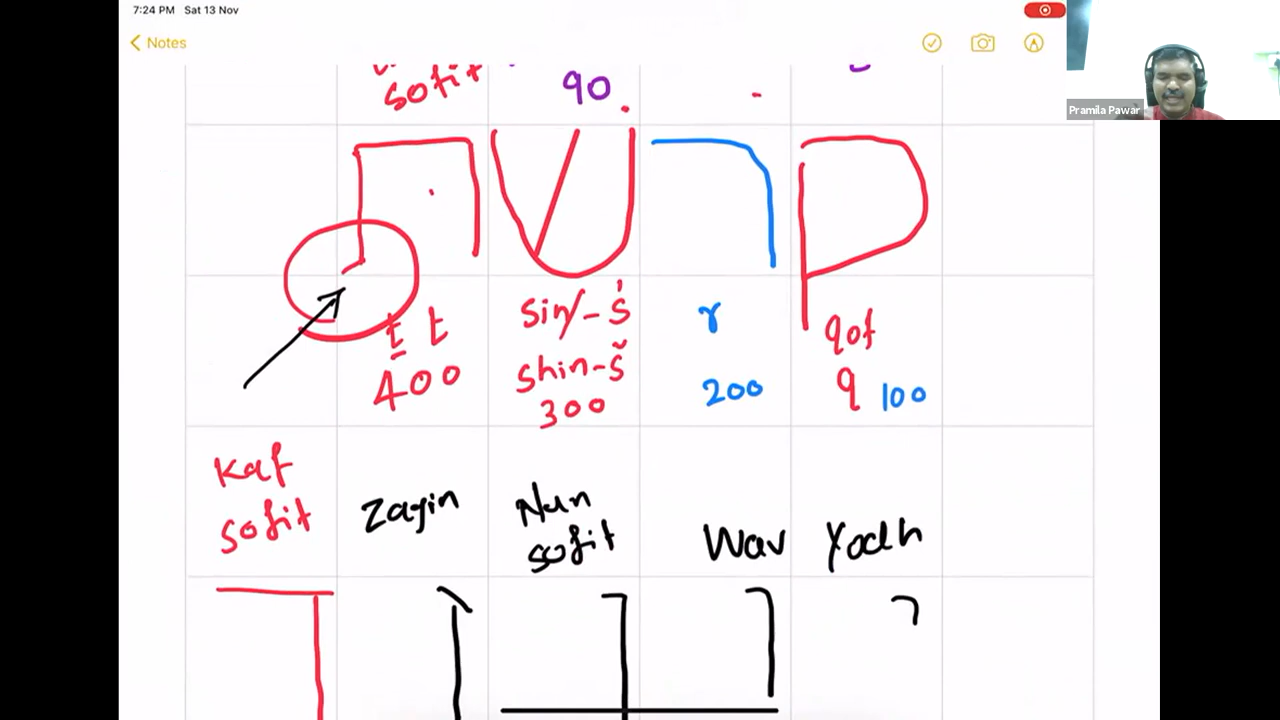 7:24 PM Sat 13 Nov
Notes
Pramila Pawar
sofit 90
ת ש ר ק
ṯ t sin/-ś r qof
400 shin-š 200 q 100
300
Kaf Zayin Nun Wav Yodh
sofit sofit
ך ז ן ו י